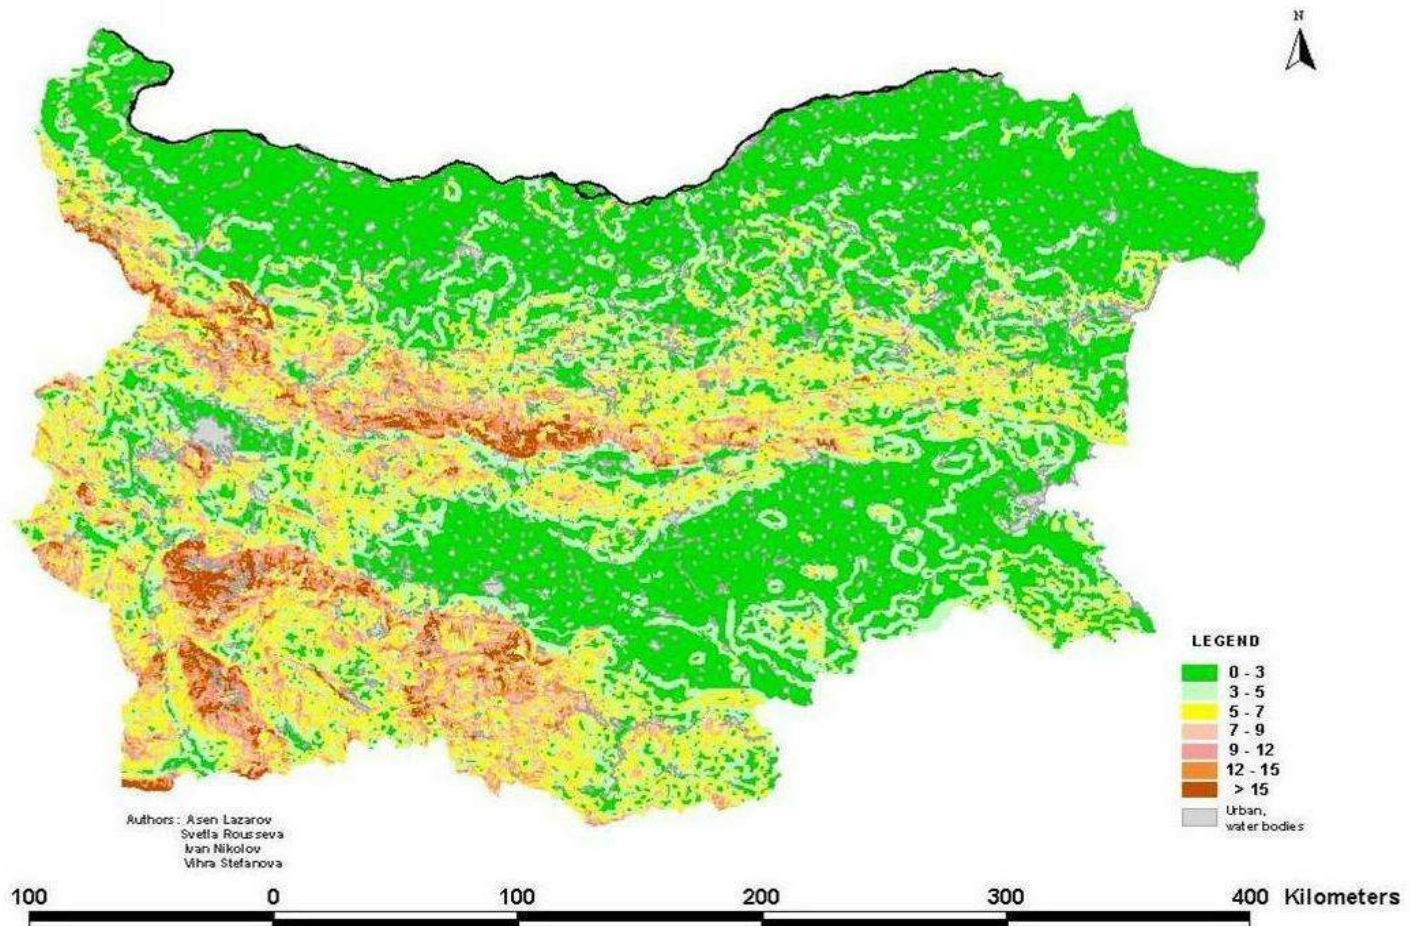 N
LEGEND
0 - 3
3 - 5
5 - 7
7 - 9
9 - 12
12 - 15
> 15
Urban,
water bodies
Authors: Asen Lazarov
Svetla Rousseva
Ivan Nikolov
Vihra Stefanova
100 0 100 200 300 400 Kilometers